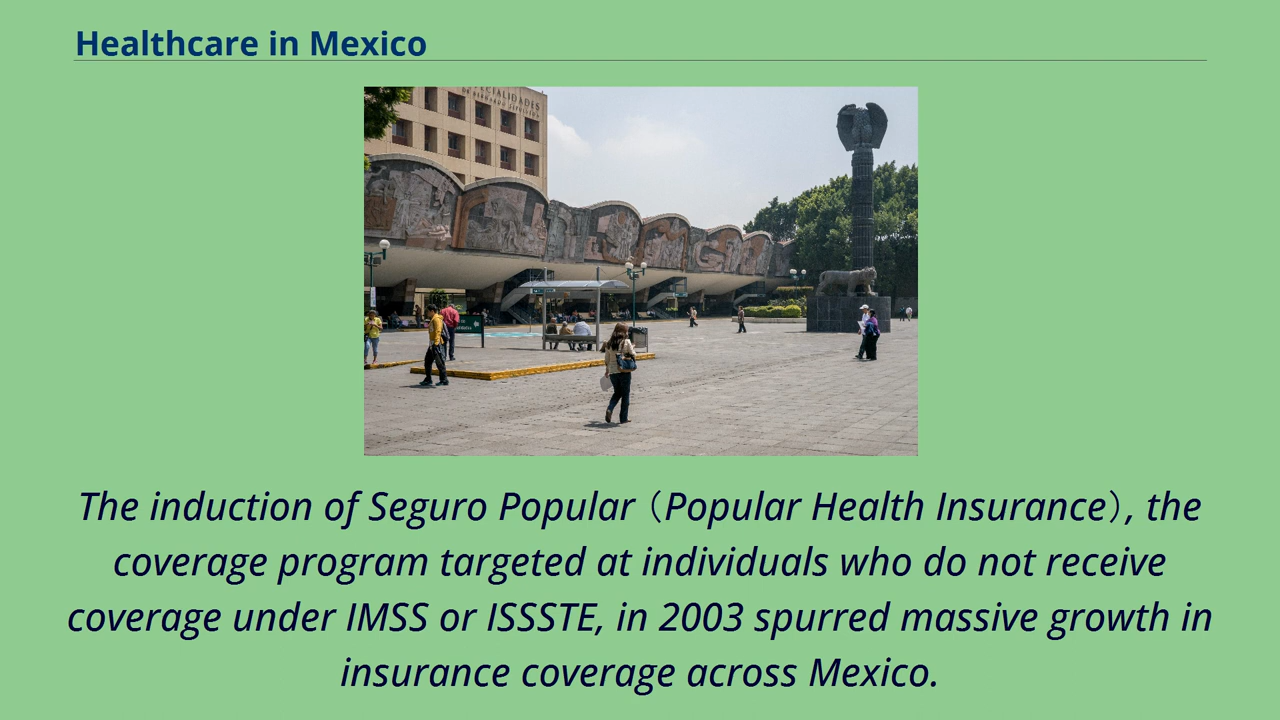 Healthcare in Mexico
The induction of Seguro Popular（Popular Health Insurance）, the
coverage program targeted at individuals who do not receive
coverage under IMSS or ISSSTE, in 2003 spurred massive growth in
insurance coverage across Mexico.